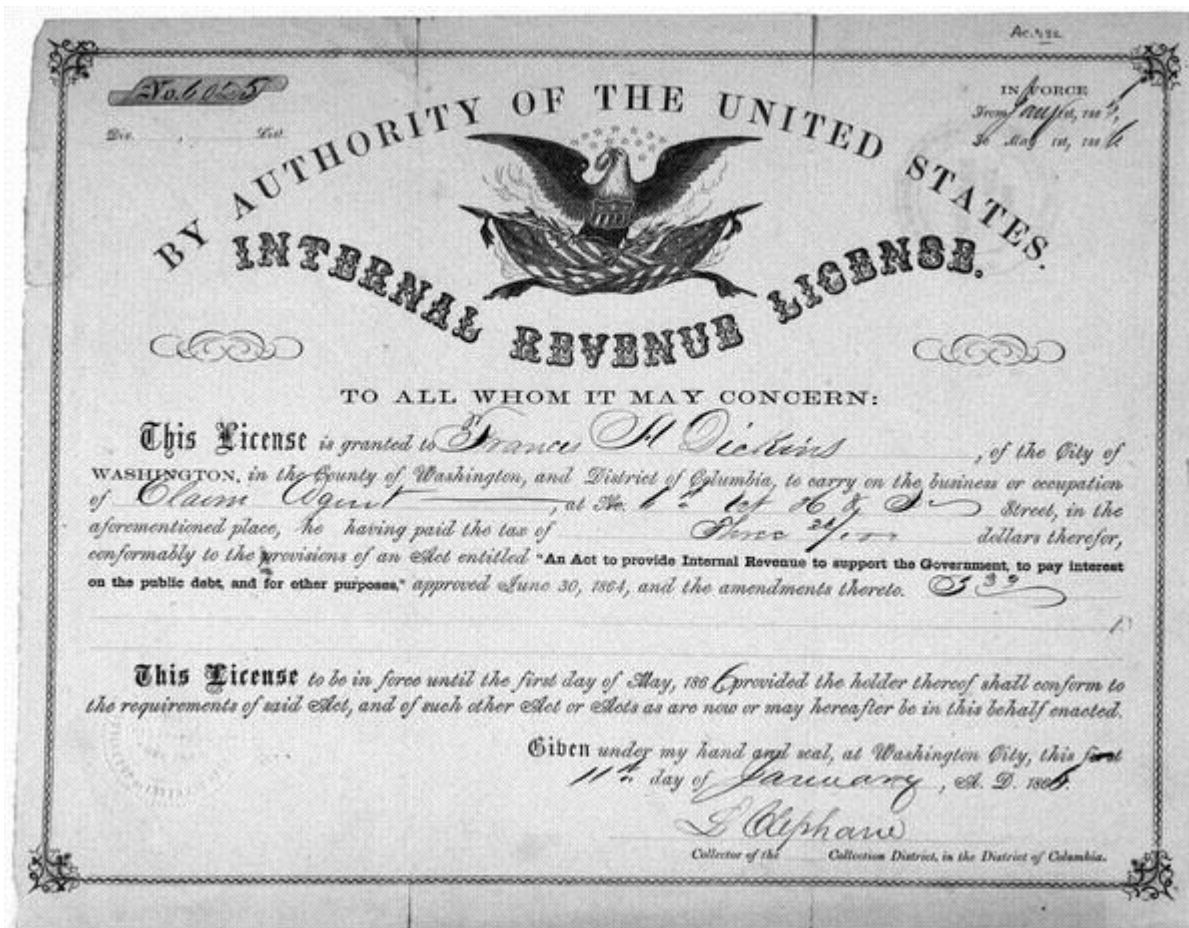 No. 6025
Div. , Dist.
IN FORCE
From Jany 1st, 186
To May 1st, 1866
BY AUTHORITY OF THE UNITED STATES.
INTERNAL REVENUE LICENSE.
TO ALL WHOM IT MAY CONCERN:
This License is granted to Frances H Dickins, of the City of
WASHINGTON, in the County of Washington, and District of Columbia, to carry on the business or occupation
of Claim Agent, at No. Street, in the
aforementioned place, he having paid the tax of Three dollars therefor,
conformably to the provisions of an Act entitled "An Act to provide Internal Revenue to support the Government, to pay interest
on the public debt, and for other purposes," approved June 30, 1864, and the amendments thereto.
This License to be in force until the first day of May, 1866 provided the holder thereof shall conform to
the requirements of said Act, and of such other Act or Acts as are now or may hereafter be in this behalf enacted.
Given under my hand and seal, at Washington City, this first
11th day of January, A. D. 1866.
L Clephane
Collector of the Collection District, in the District of Columbia.